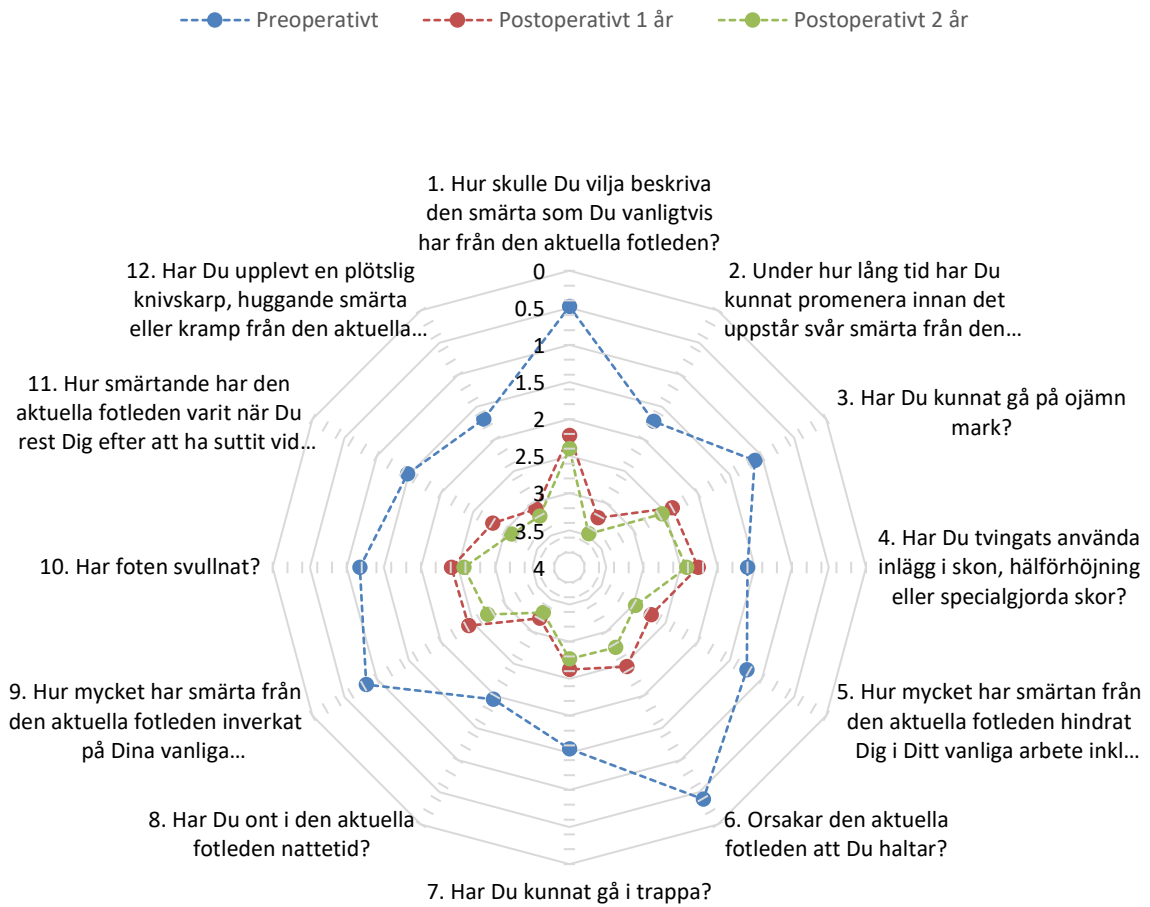 Preoperativt
Postoperativt 1 år
Postoperativt 2 år
1. Hur skulle Du vilja beskriva
den smärta som Du vanligtvis
har från den aktuella fotleden?
2. Under hur lång tid har Du
kunnat promenera innan det
uppstår svår smärta från den...
3. Har Du kunnat gå på ojämn
mark?
4. Har Du tvingats använda
inlägg i skon, hälförhöjning
eller specialgjorda skor?
5. Hur mycket har smärtan från
den aktuella fotleden hindrat
Dig i Ditt vanliga arbete inkl...
6. Orsakar den aktuella
fotleden att Du haltar?
7. Har Du kunnat gå i trappa?
8. Har Du ont i den aktuella
fotleden nattetid?
9. Hur mycket har smärta från
den aktuella fotleden inverkat
på Dina vanliga...
10. Har foten svullnat?
11. Hur smärtande har den
aktuella fotleden varit när Du
rest Dig efter att ha suttit vid...
12. Har Du upplevt en plötslig
knivskarp, huggande smärta
eller kramp från den aktuella...
0
0.5
1
1.5
2
2.5
3
3.5
4